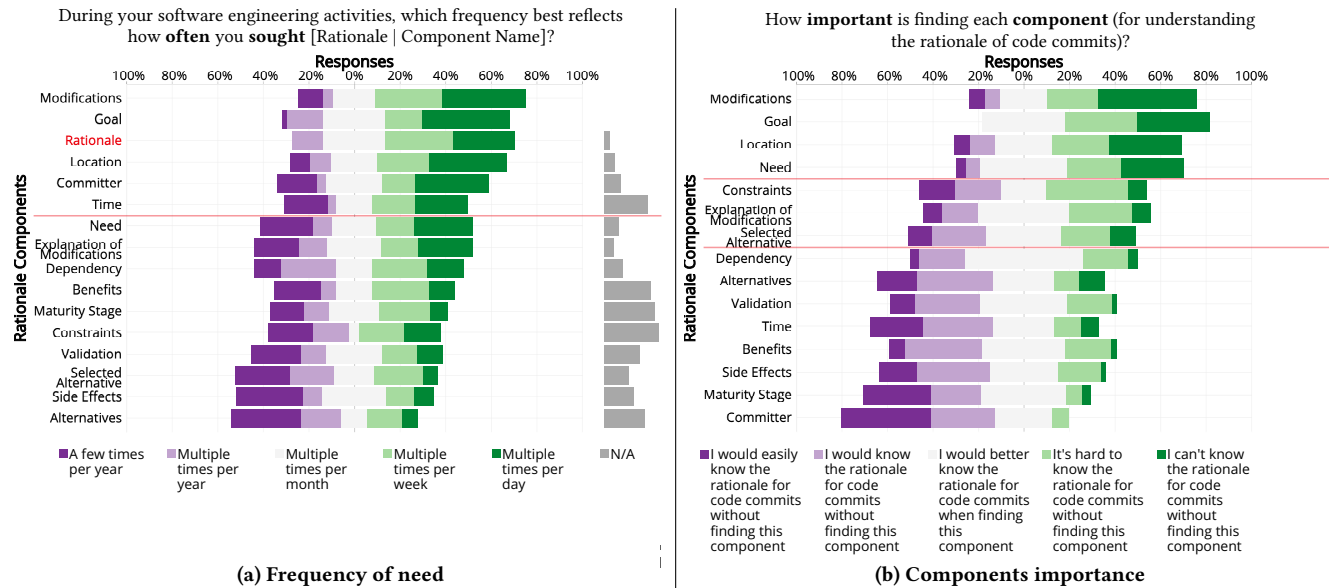 During your software engineering activities, which frequency best reflects
how often you sought [Rationale | Component Name]?
Responses
100% 80% 60% 40% 20% 0% 20% 40% 60% 80% 100%
Rationale Components
Modifications
Goal
Rationale
Location
Committer
Time
Need
Explanation of
Modifications
Dependency
Benefits
Maturity Stage
Constraints
Validation
Selected
Alternative
Side Effects
Alternatives
A few times
per year
Multiple
times per
year
Multiple
times per
month
Multiple
times per
week
Multiple
times per
day
N/A
(a) Frequency of need
How important is finding each component (for understanding
the rationale of code commits)?
Responses
100% 80% 60% 40% 20% 0% 20% 40% 60% 80% 100%
Rationale Components
Modifications
Goal
Location
Need
Constraints
Explanation of
Modifications
Selected
Alternative
Dependency
Alternatives
Validation
Time
Benefits
Side Effects
Maturity Stage
Committer
I would easily
know the
rationale for
code commits
without
finding this
component
I would know
the rationale
for code
commits
without
finding this
component
I would better
know the
rationale for
code commits
when finding
this
component
It's hard to
know the
rationale for
code commits
without
finding this
component
I can't know
the rationale
for code
commits
without
finding this
component
(b) Components importance